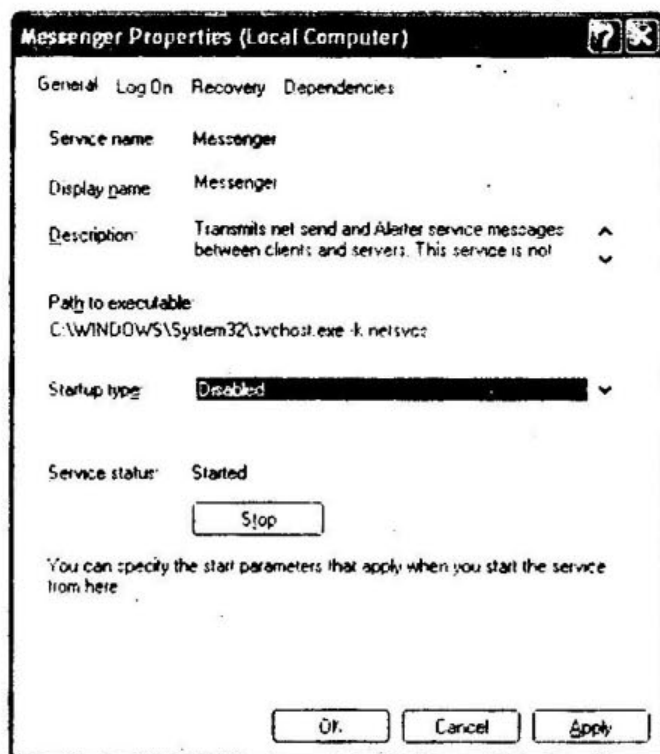 Messenger Properties (Local Computer)
General Log On Recovery Dependencies
Service name Messenger
Display name Messenger
Description: Transmits net send and Alerter service messages
between clients and servers. This service is not
Path to executable:
C:\WINDOWS\System32\svchost.exe -k netsvcs
Startup type: Disabled
Service status: Started
Stop
You can specify the start parameters that apply when you start the service
from here
OK Cancel Apply